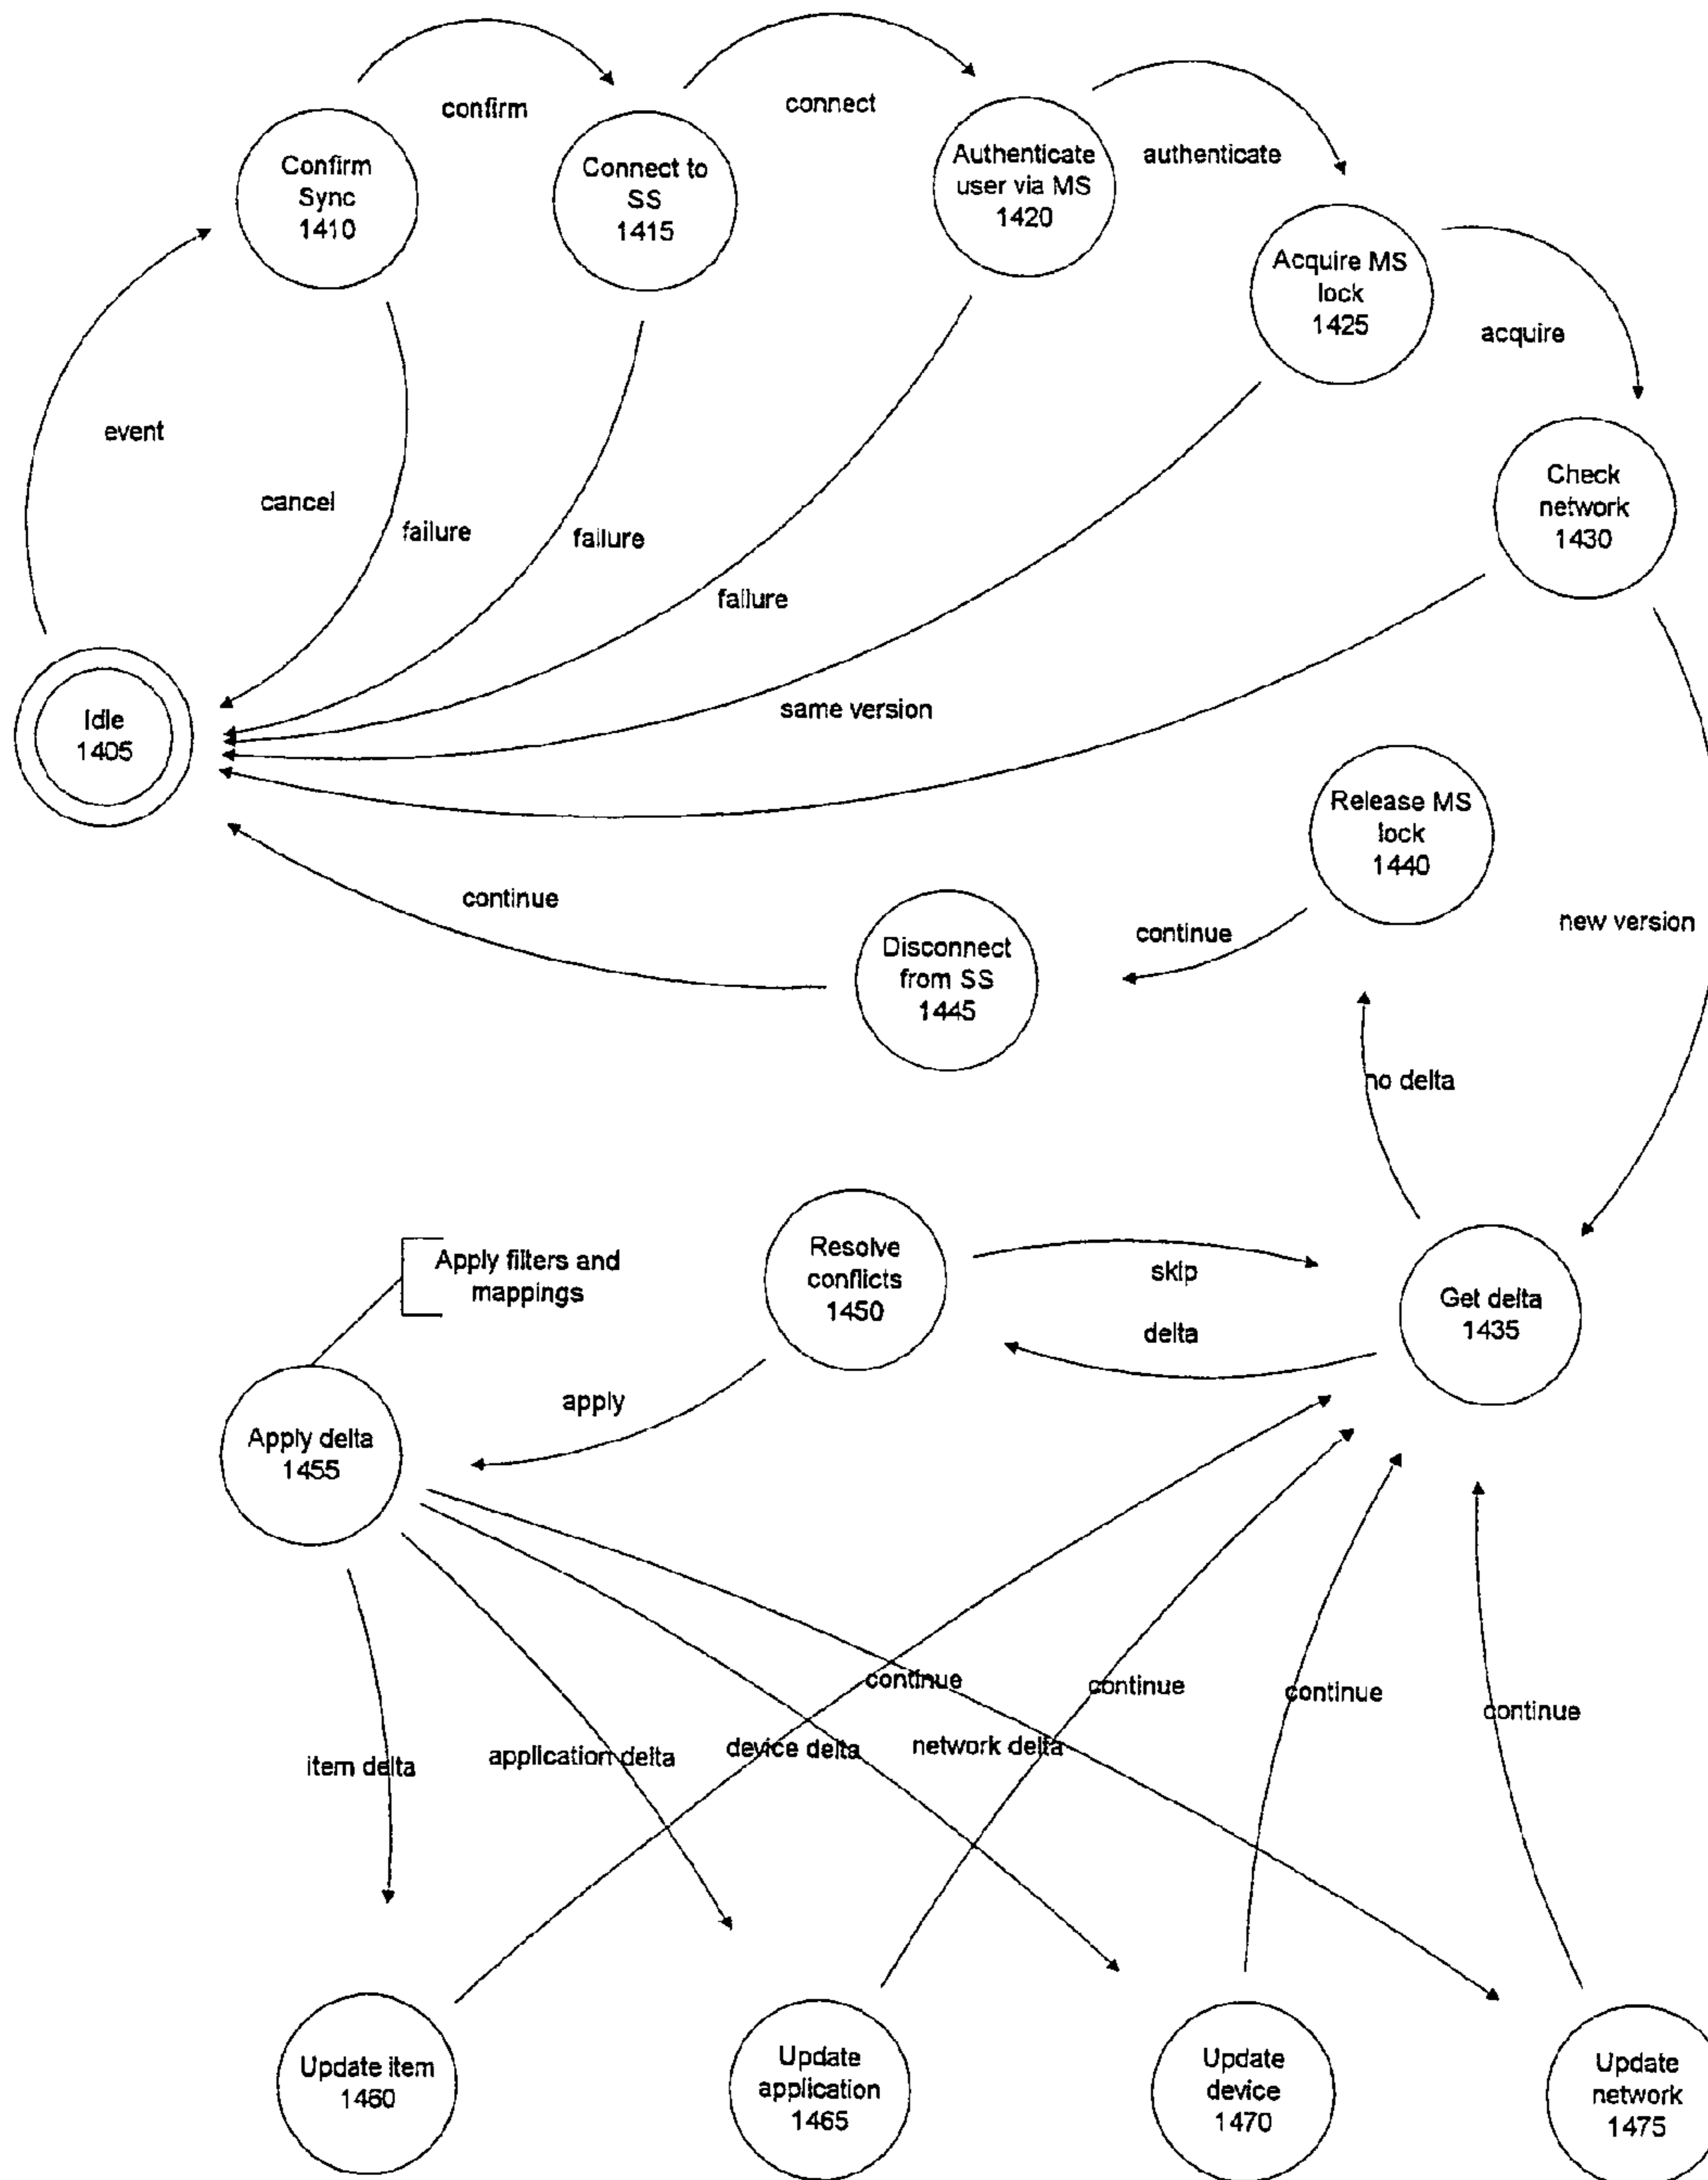 confirm
connect
authenticate
Confirm
Sync
1410
Connect to
SS
1415
Authenticate
user via MS
1420
Acquire MS
lock
1425
acquire
event
cancel
failure
failure
failure
Check
network
1430
Idle
1405
same version
Release MS
lock
1440
new version
continue
continue
Disconnect
from SS
1445
no delta
Apply filters and
mappings
Resolve
conflicts
1450
skip
delta
Get delta
1435
apply
Apply delta
1455
continue
continue
continue
continue
item delta
application delta
device delta
network delta
Update item
1460
Update
application
1465
Update
device
1470
Update
network
1475